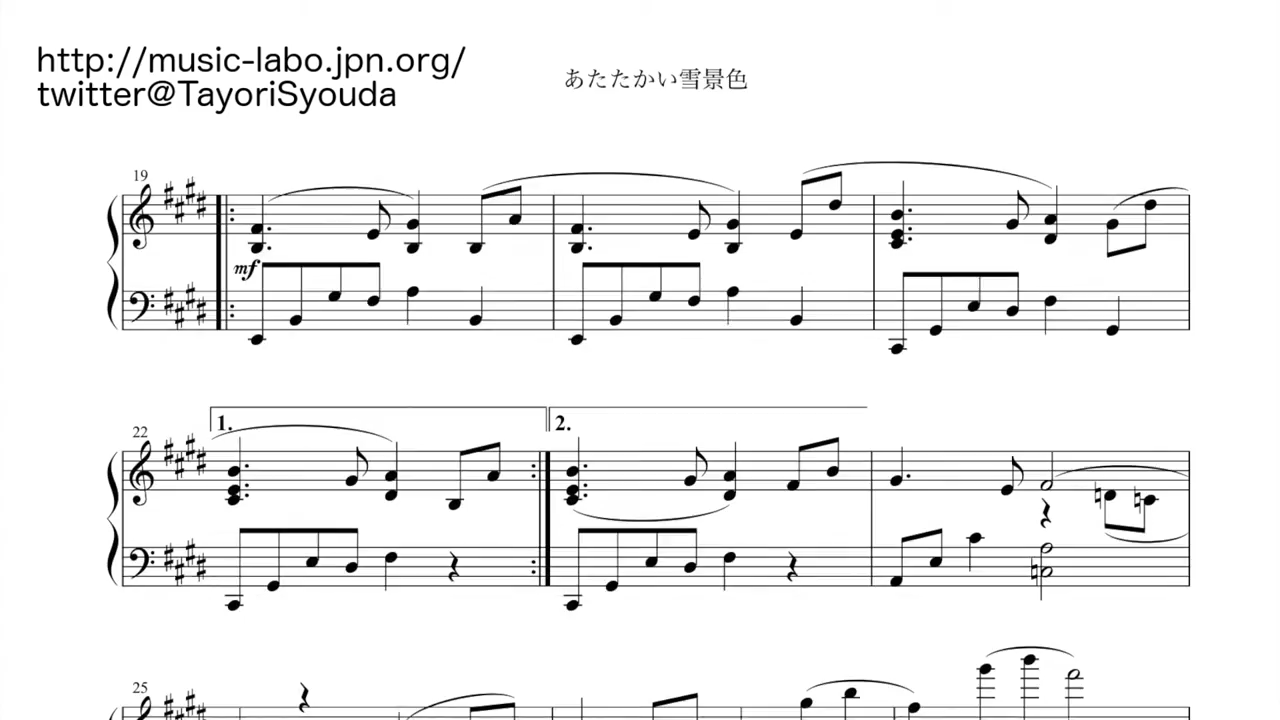 http://music-labo.jpn.org/
twitter@TayoriSyouda
あたたかい雪景色
19
mf
22
1.
2.
25